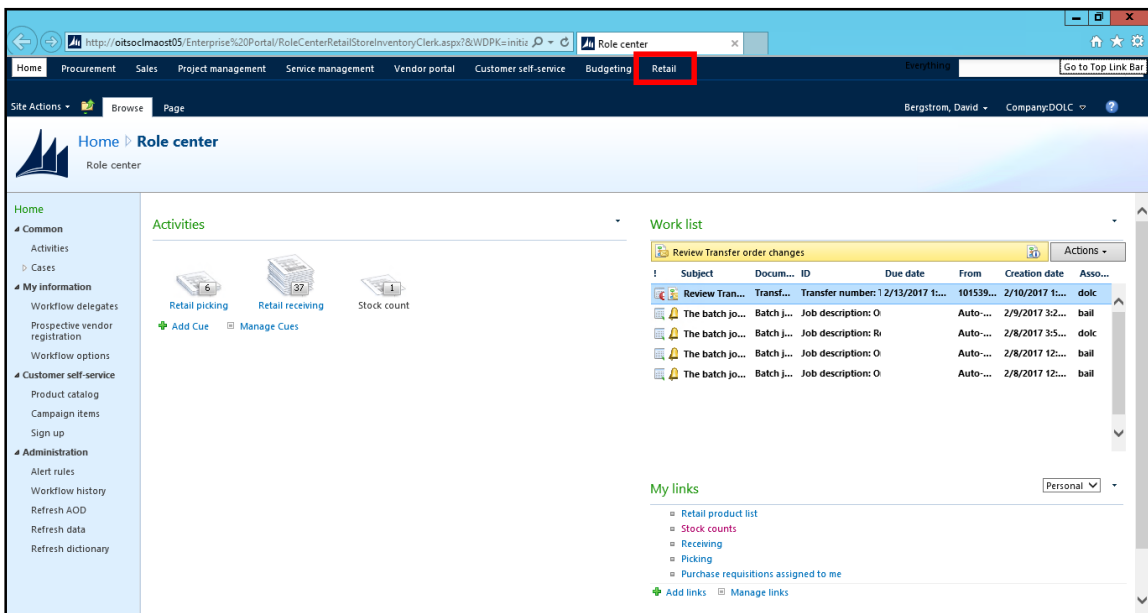 http://oitsoclmaost05/Enterprise%20Portal/RoleCenterRetailStoreInventoryClerk.aspx?&WDPK=initia
Role center
Home Procurement Sales Project management Service management Vendor portal Customer self-service Budgeting Retail Everything Go to Top Link Bar
Site Actions Browse Page Bergstrom, David Company:DOLC
Home Role center
Role center
Home
Common
Activities
Cases
My information
Workflow delegates
Prospective vendor
registration
Workflow options
Customer self-service
Product catalog
Campaign items
Sign up
Administration
Alert rules
Workflow history
Refresh AOD
Refresh data
Refresh dictionary
Activities
6 37 1
Retail picking Retail receiving Stock count
Add Cue Manage Cues
Work list
Review Transfer order changes Actions
! Subject Docum... ID Due date From Creation date Asso...
Review Tran... Transf... Transfer number: 1 2/13/2017 1:... 101539... 2/10/2017 1:... dolc
The batch jo... Batch j... Job description: O Auto-... 2/9/2017 3:2... bail
The batch jo... Batch j... Job description: Re Auto-... 2/8/2017 3:5... dolc
The batch jo... Batch j... Job description: O Auto-... 2/8/2017 12:... bail
The batch jo... Batch j... Job description: O Auto-... 2/8/2017 12:... bail
My links Personal
Retail product list
Stock counts
Receiving
Picking
Purchase requisitions assigned to me
Add links Manage links